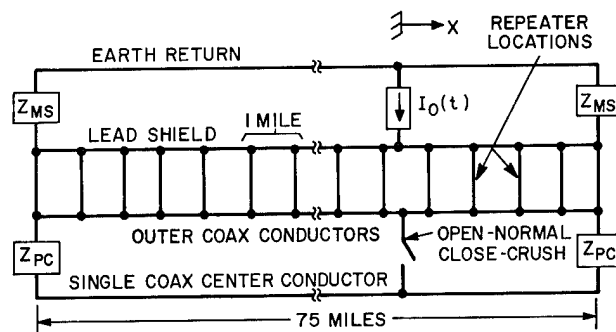 X
REPEATER
LOCATIONS
EARTH RETURN
Z_MS
I_O(t)
Z_MS
LEAD SHIELD
1 MILE
OUTER COAX CONDUCTORS
OPEN-NORMAL
CLOSE-CRUSH
Z_PC
Z_PC
SINGLE COAX CENTER CONDUCTOR
75 MILES